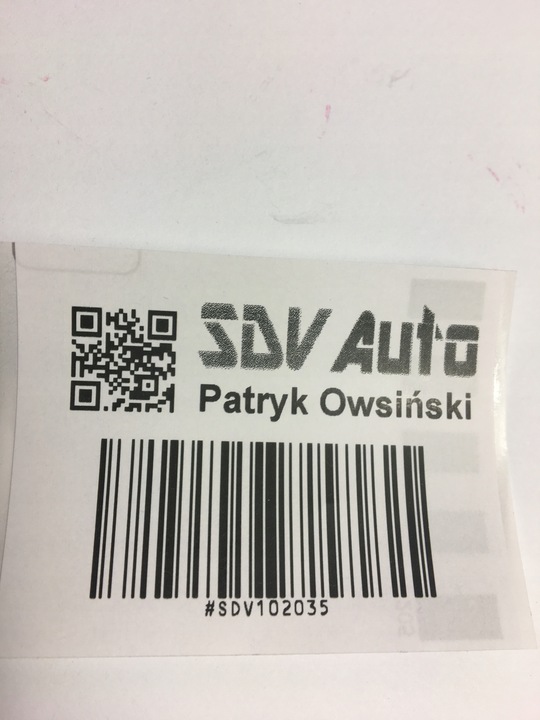 SDV Auto
Patryk Owsiński
#SDV102035